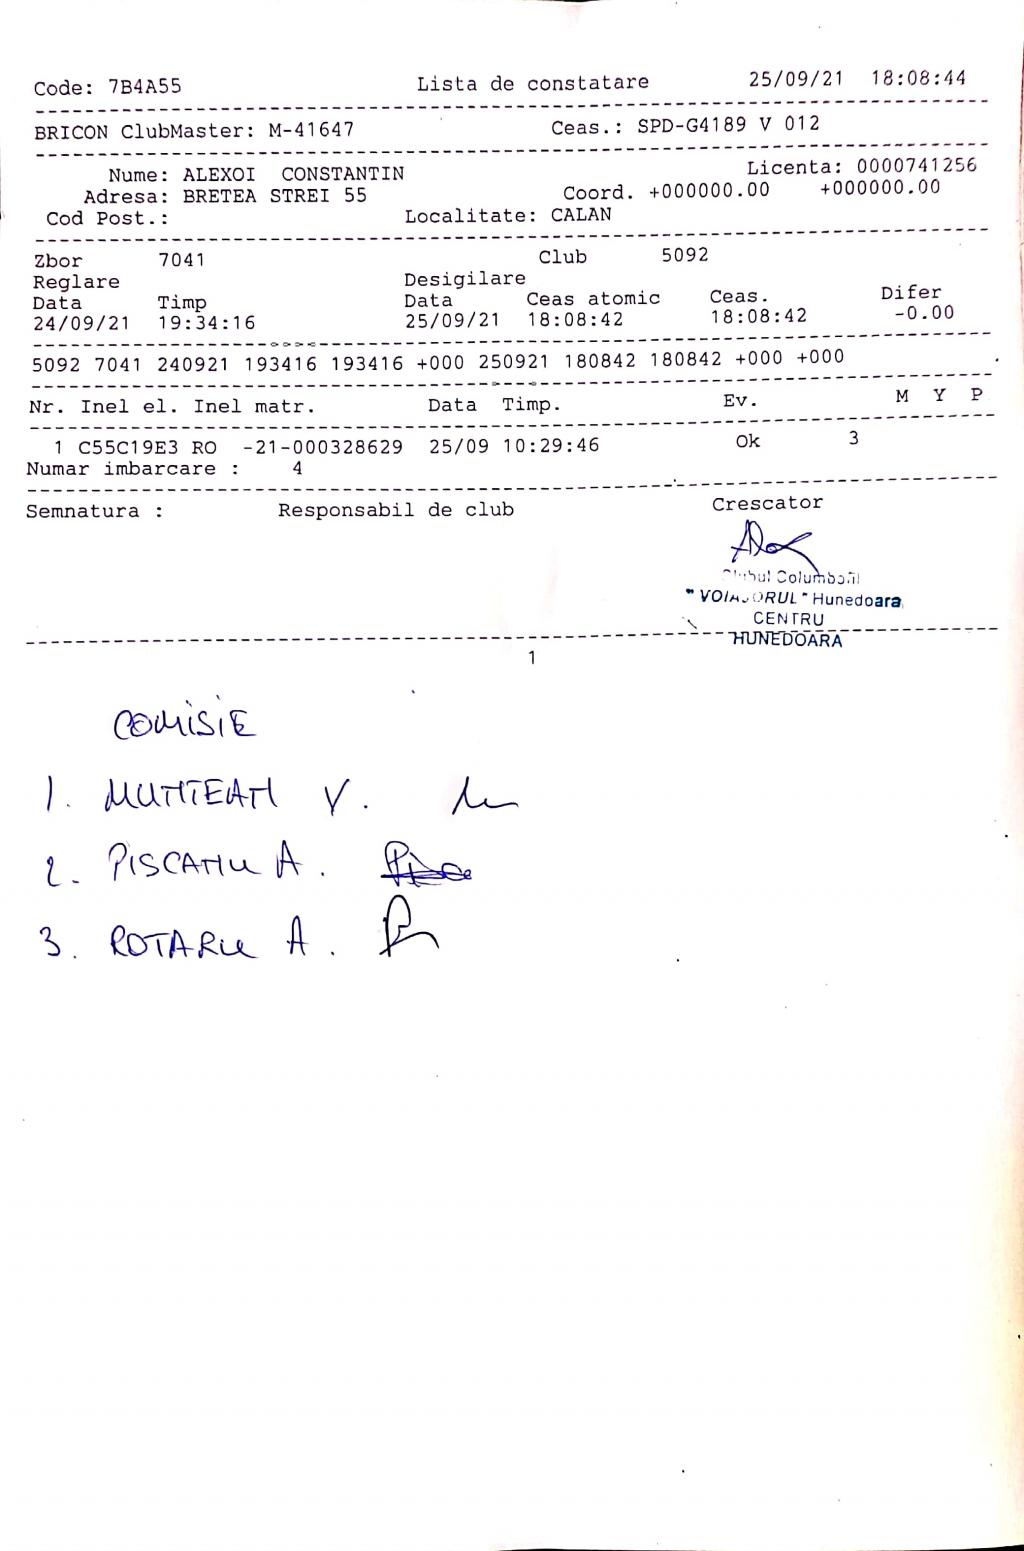 Code: 7B4A55 Lista de constatare 25/09/21 18:08:44
BRICON ClubMaster: M-41647 Ceas.: SPD-G4189 V 012
Nume: ALEXOI CONSTANTIN Licenta: 0000741256
Adresa: BRETEA STREI 55 Coord. +000000.00 +000000.00
Cod Post.: Localitate: CALAN
Zbor 7041 Club 5092
Reglare Desigilare
Data Timp Data Ceas atomic Ceas. Difer
24/09/21 19:34:16 25/09/21 18:08:42 18:08:42 -0.00
5092 7041 240921 193416 193416 +000 250921 180842 180842 +000 +000
Nr. Inel el. Inel matr. Data Timp. Ev. M Y P
1 C55C19E3 RO -21-000328629 25/09 10:29:46 Ok 3
Numar imbarcare : 4
Semnatura : Responsabil de club Crescator
Clubul Columbofil
"VOIAJORUL" Hunedoara
CENTRU
HUNEDOARA
1
COMISIE
1. MUNTEAN V.
2. PISCANU A.
3. ROTARU A.